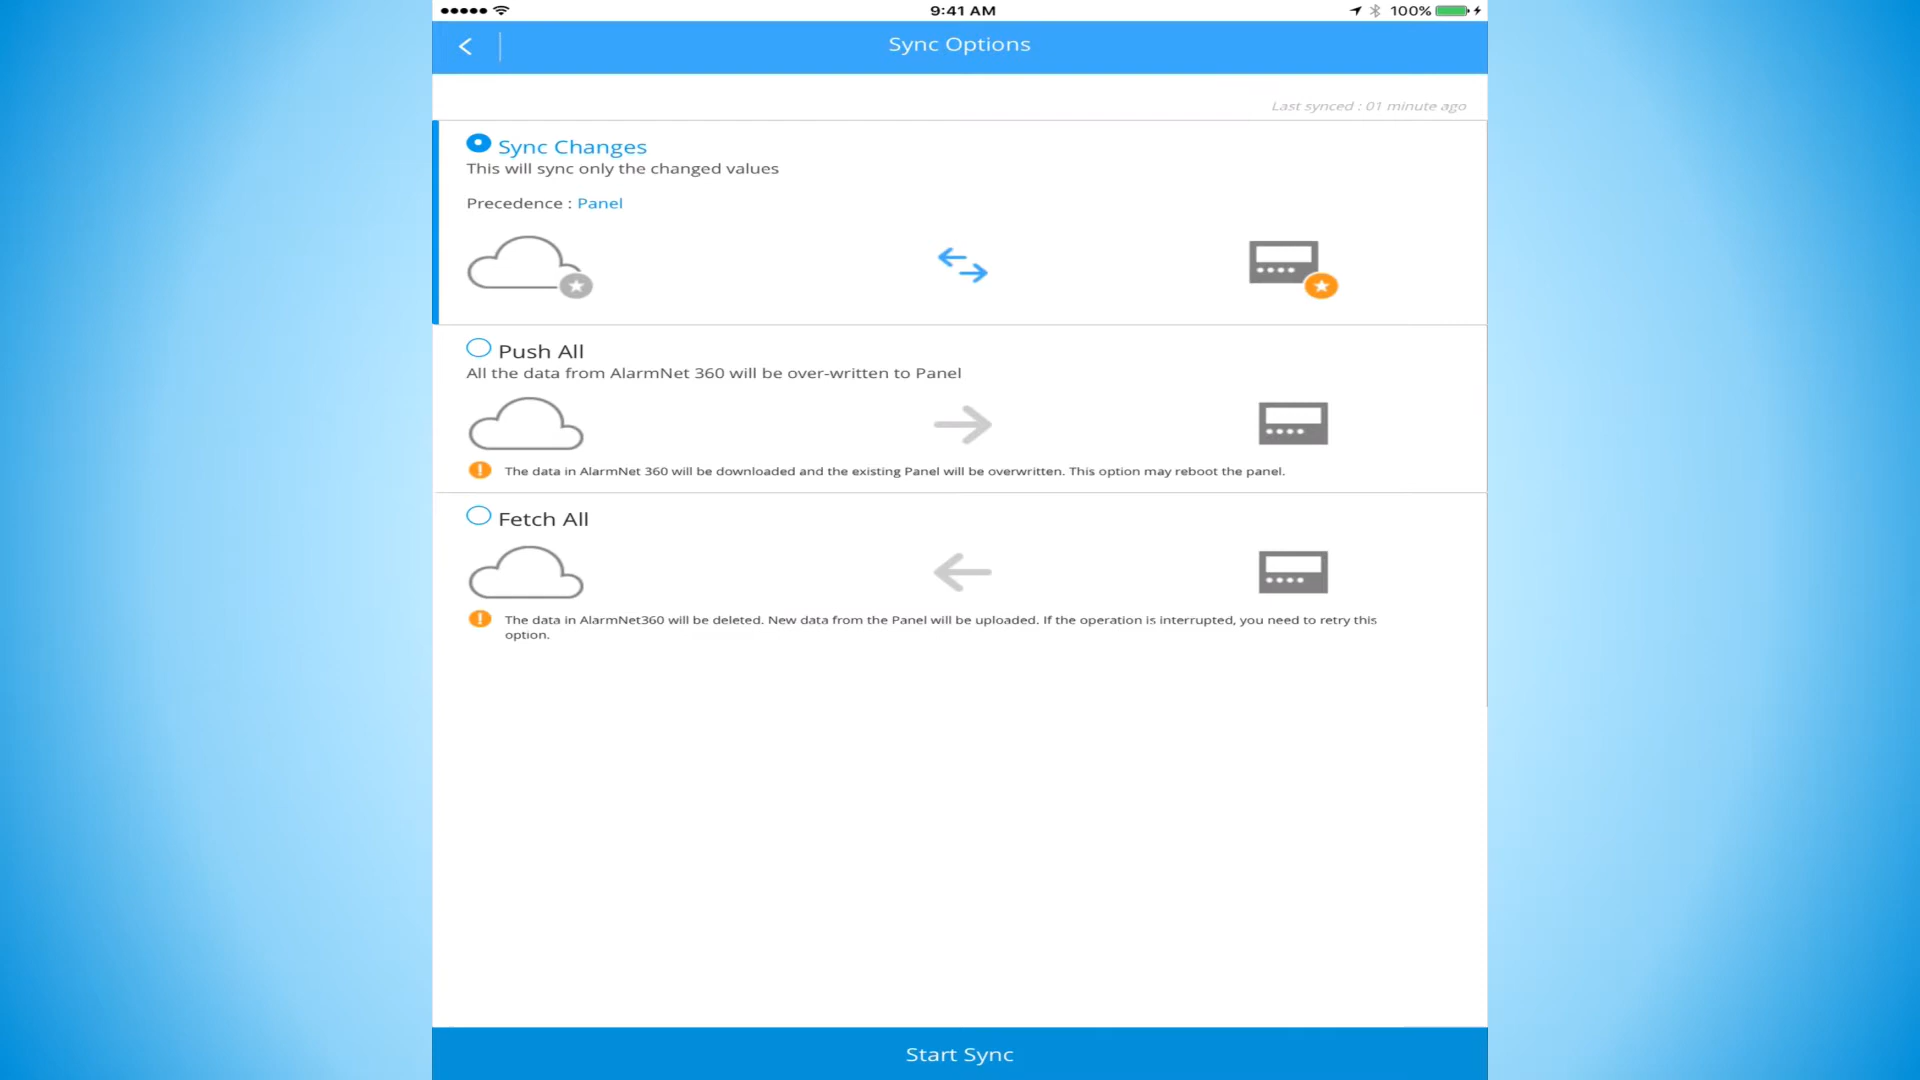 9:41 AM
100%
Sync Options
Last synced : 01 minute ago
Sync Changes
This will sync only the changed values
Precedence : Panel
Push All
All the data from AlarmNet 360 will be over-written to Panel
The data in AlarmNet 360 will be downloaded and the existing Panel will be overwritten. This option may reboot the panel.
Fetch All
The data in AlarmNet360 will be deleted. New data from the Panel will be uploaded. If the operation is interrupted, you need to retry this
option.
Start Sync